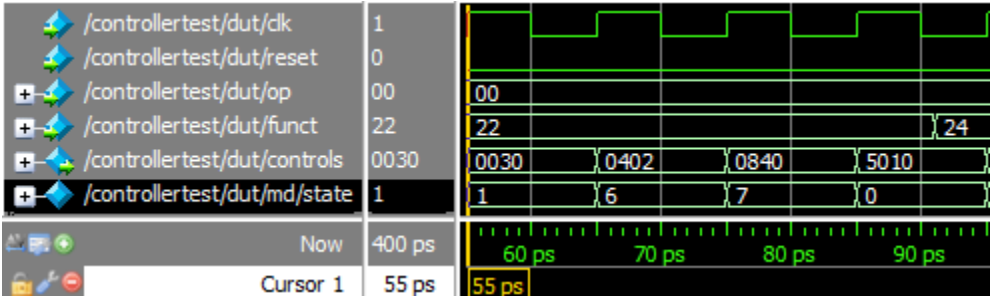 /controllertest/dut/clk 1
/controllertest/dut/reset 0
/controllertest/dut/op 00 00
/controllertest/dut/funct 22 22 24
/controllertest/dut/controls 0030 0030 0402 0840 5010
/controllertest/dut/md/state 1 1 6 7 0
Now 400 ps 60 ps 70 ps 80 ps 90 ps
Cursor 1 55 ps 55 ps